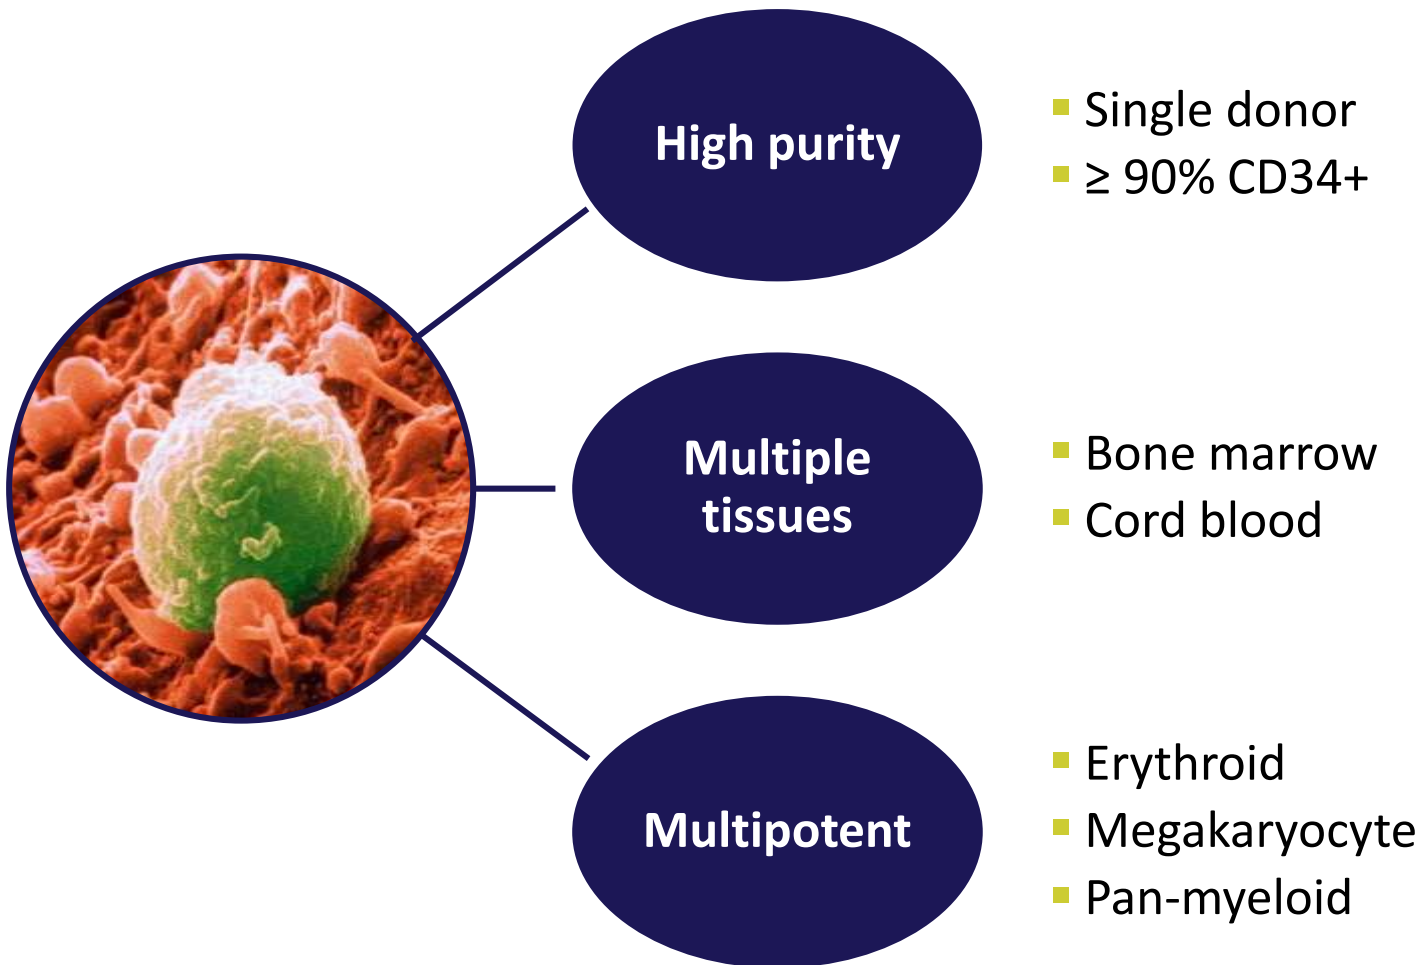 High purity
Single donor
≥ 90% CD34+
Multiple
tissues
Bone marrow
Cord blood
Multipotent
Erythroid
Megakaryocyte
Pan-myeloid